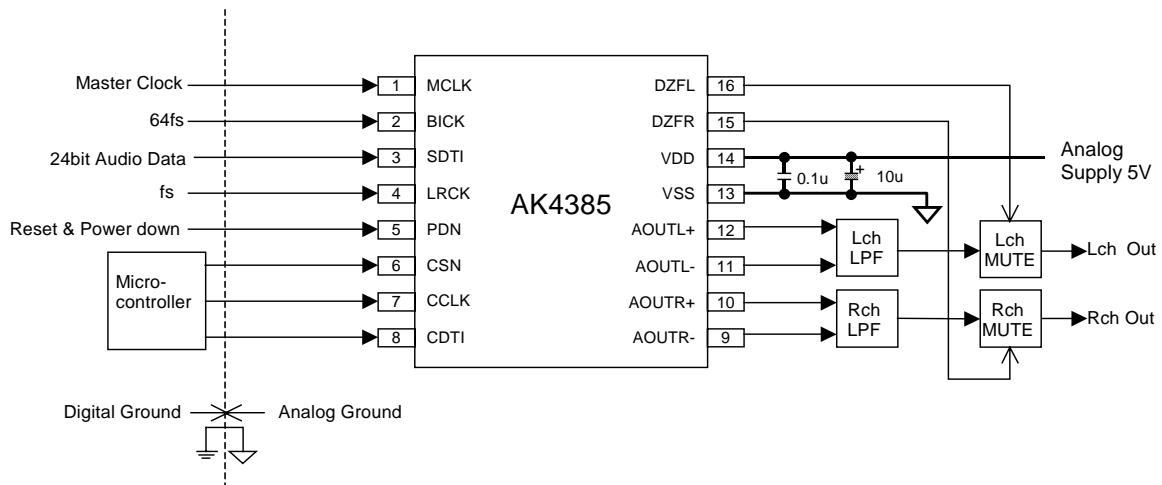 Master Clock
64fs
24bit Audio Data
fs
Reset & Power down
Micro-
controller
1
2
3
4
5
6
7
8
MCLK
BICK
SDTI
LRCK
PDN
CSN
CCLK
CDTI
AK4385
DZFL
DZFR
VDD
VSS
AOUTL+
AOUTL-
AOUTR+
AOUTR-
16
15
14
13
12
11
10
9
0.1u
+
10u
Analog
Supply 5V
Lch
LPF
Rch
LPF
Lch
MUTE
Rch
MUTE
Lch Out
Rch Out
Digital Ground
Analog Ground